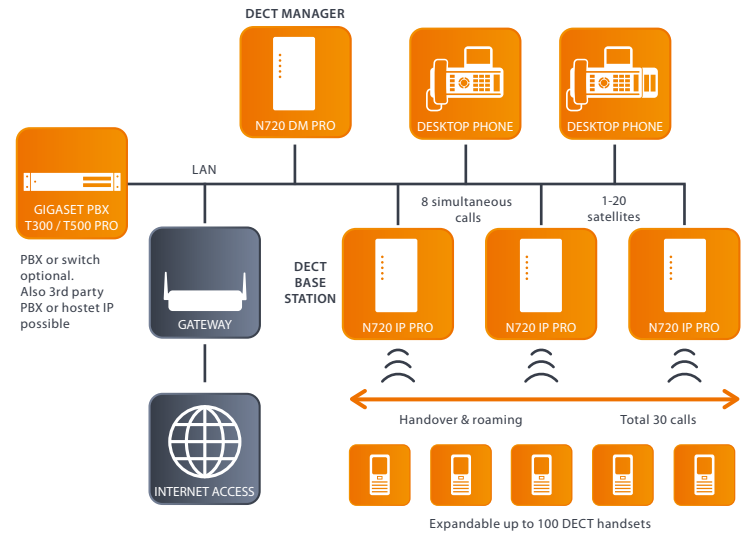 DECT MANAGER
N720 DM PRO
DESKTOP PHONE
DESKTOP PHONE
LAN
GIGASET PBX
T300 / T500 PRO
PBX or switch
optional.
Also 3rd party
PBX or hostet IP
possible
8 simultaneous
calls
1-20
satellites
DECT
BASE
STATION
GATEWAY
N720 IP PRO
N720 IP PRO
N720 IP PRO
Handover & roaming
Total 30 calls
INTERNET ACCESS
Expandable up to 100 DECT handsets